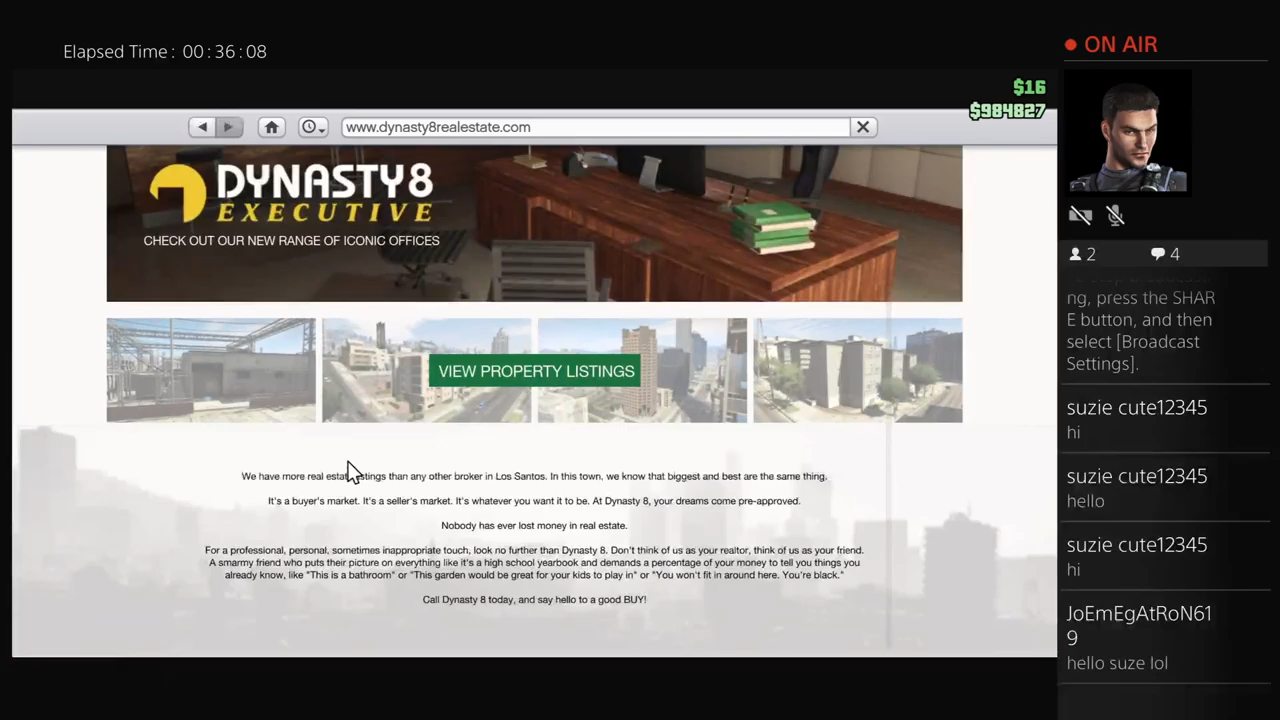 Elapsed Time: 00:36:08
ON AIR
$16
$984827
www.dynasty8realestate.com
DYNASTY8
EXECUTIVE
CHECK OUT OUR NEW RANGE OF ICONIC OFFICES
VIEW PROPERTY LISTINGS
We have more real estate listings than any other broker in Los Santos. In this town, we know that biggest and best are the same thing.
It's a buyer's market. It's a seller's market. It's whatever you want it to be. At Dynasty 8, your dreams come pre-approved.
Nobody has ever lost money in real estate.
For a professional, personal, sometimes inappropriate touch, look no further than Dynasty 8. Don't think of us as your realtor, think of us as your friend.
A smarmy friend who puts their picture on everything like it's a high school yearbook and demands a percentage of your money to tell you things you
already know, like "This is a bathroom" or "This garden would be great for your kids to play in" or "You won't fit in around here. You're black."
Call Dynasty 8 today, and say hello to a good BUY!
2
4
ng, press the SHAR
E button, and then
select [Broadcast
Settings].
suzie cute12345
hi
suzie cute12345
hello
suzie cute12345
hi
JoEmEgAtRoN61
9
hello suze lol